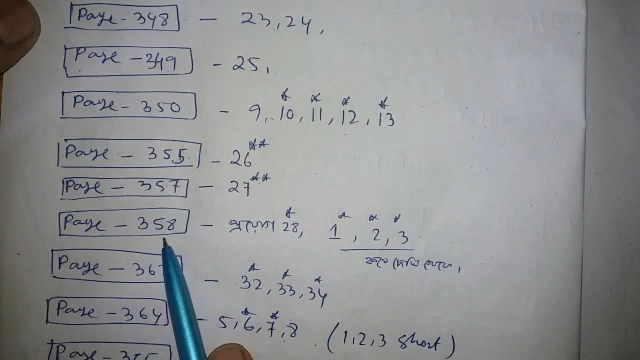 Page - 348 - 23, 24,
Page - 349 - 25,
Page - 350 - 9, 10*, 11*, 12*, 13*
Page - 355 - 26**
Page - 357 - 27**
Page - 358 - 28*, 1*, 2*, 3*
Page - 36 - 32*, 33*, 34*
Page - 364 - 5, 6*, 7*, 8 (1,2,3 short)
Page - 355